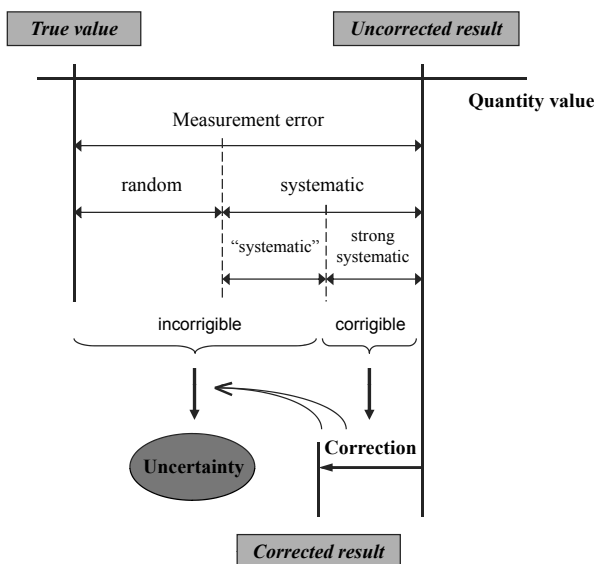 True value
Uncorrected result
Quantity value
Measurement error
random
systematic
“systematic”
strong
systematic
incorrigible
corrigible
Uncertainty
Correction
Corrected result